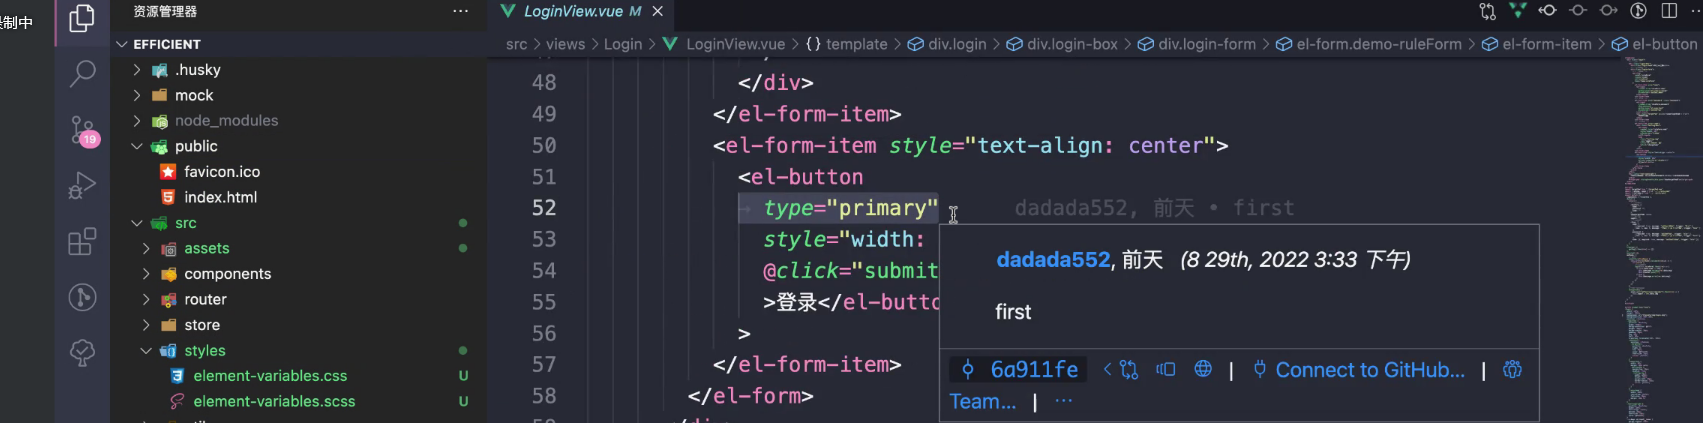 录制中
资源管理器
EFFICIENT
.husky
mock
node_modules
public
favicon.ico
index.html
src
assets
components
router
store
styles
element-variables.css U
element-variables.scss U
19
LoginView.vue M
src > views > Login > LoginView.vue > {} template > div.login > div.login-box > div.login-form > el-form.demo-ruleForm > el-form-item > el-button
48 </div>
49 </el-form-item>
50 <el-form-item style="text-align: center">
51 <el-button
52 type="primary" dadada552, 前天 • first
53 style="width:
54 @click="submit
55 >登录</el-butto
56 >
57 </el-form-item>
58 </el-form>
dadada552, 前天 (8 29th, 2022 3:33 下午)
first
6a911fe | Connect to GitHub... |
Team... | ...